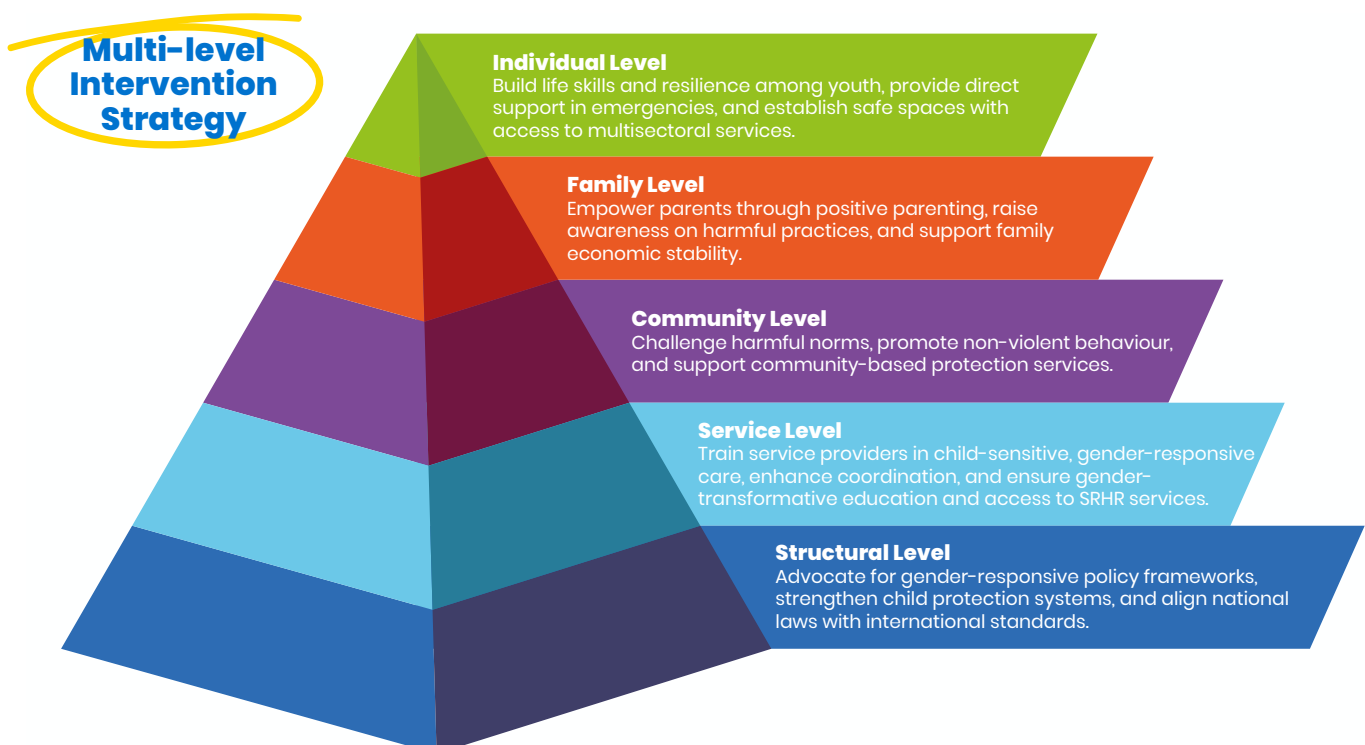 Multi-level
Intervention
Strategy
Individual Level
Build life skills and resilience among youth, provide direct
support in emergencies, and establish safe spaces with
access to multisectoral services.
Family Level
Empower parents through positive parenting, raise
awareness on harmful practices, and support family
economic stability.
Community Level
Challenge harmful norms, promote non-violent behaviour,
and support community-based protection services.
Service Level
Train service providers in child-sensitive, gender-responsive
care, enhance coordination, and ensure gender-
transformative education and access to SRHR services.
Structural Level
Advocate for gender-responsive policy frameworks,
strengthen child protection systems, and align national
laws with international standards.